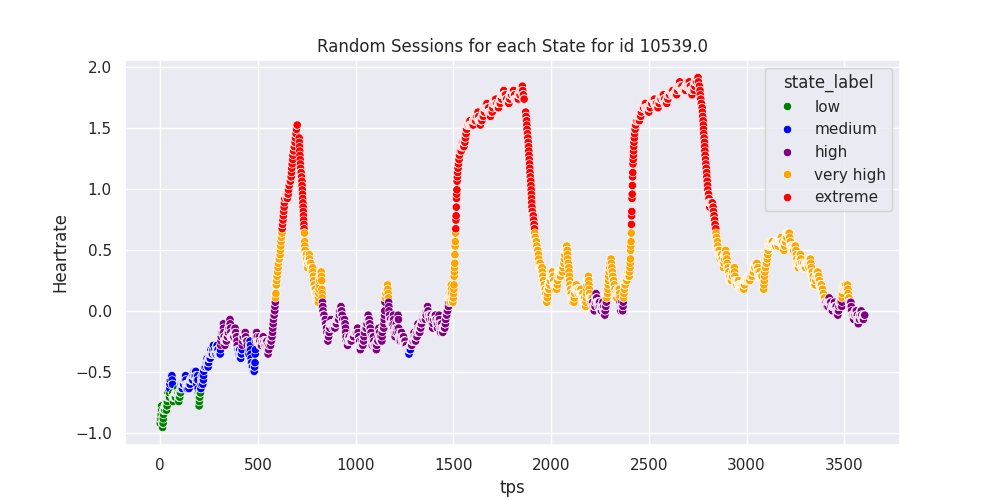 Random Sessions for each State for id 10539.0
2.0
1.5
1.0
0.5
0.0
−0.5
−1.0
Heartrate
0 500 1000 1500 2000 2500 3000 3500
tps
state_label
low
medium
high
very high
extreme